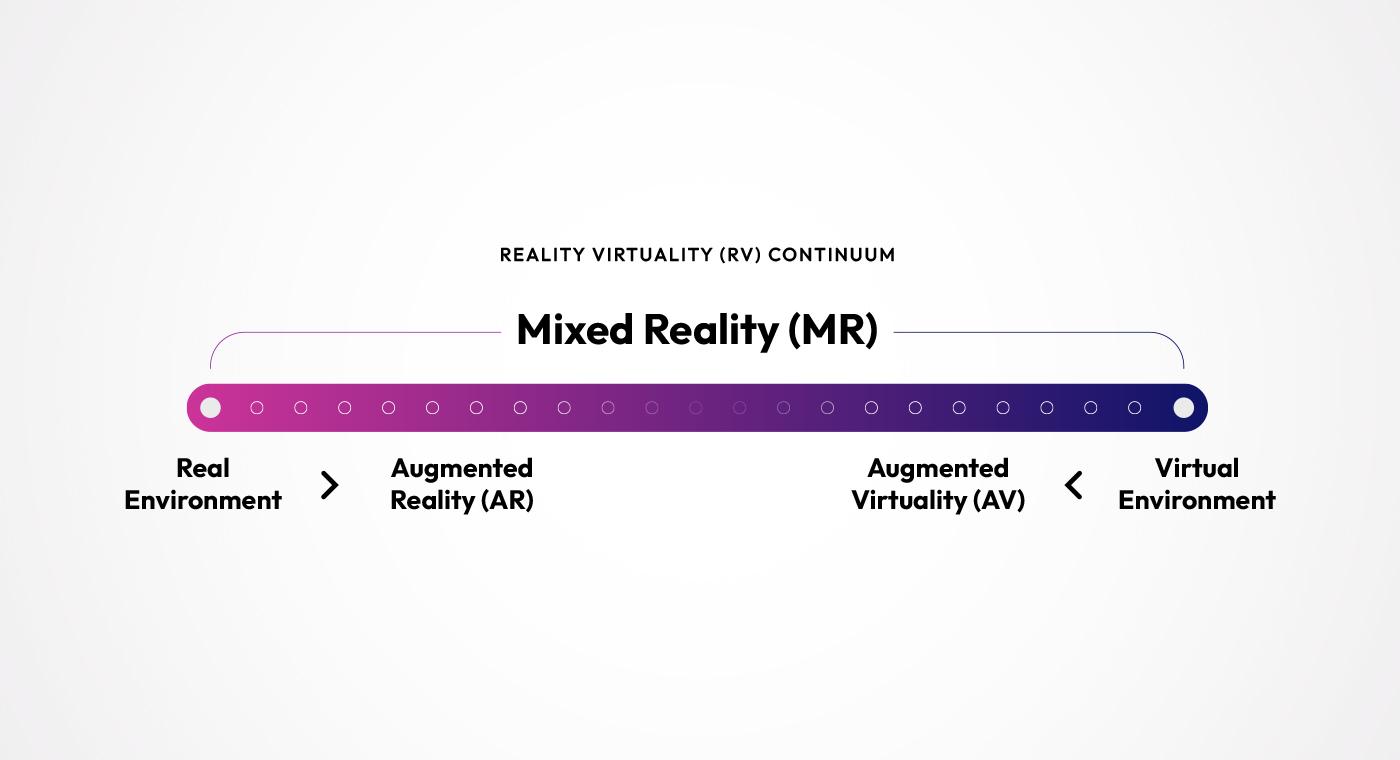 REALITY VIRTUALITY (RV) CONTINUUM
Mixed Reality (MR)
Real
Environment
Augmented
Reality (AR)
Augmented
Virtuality (AV)
Virtual
Environment